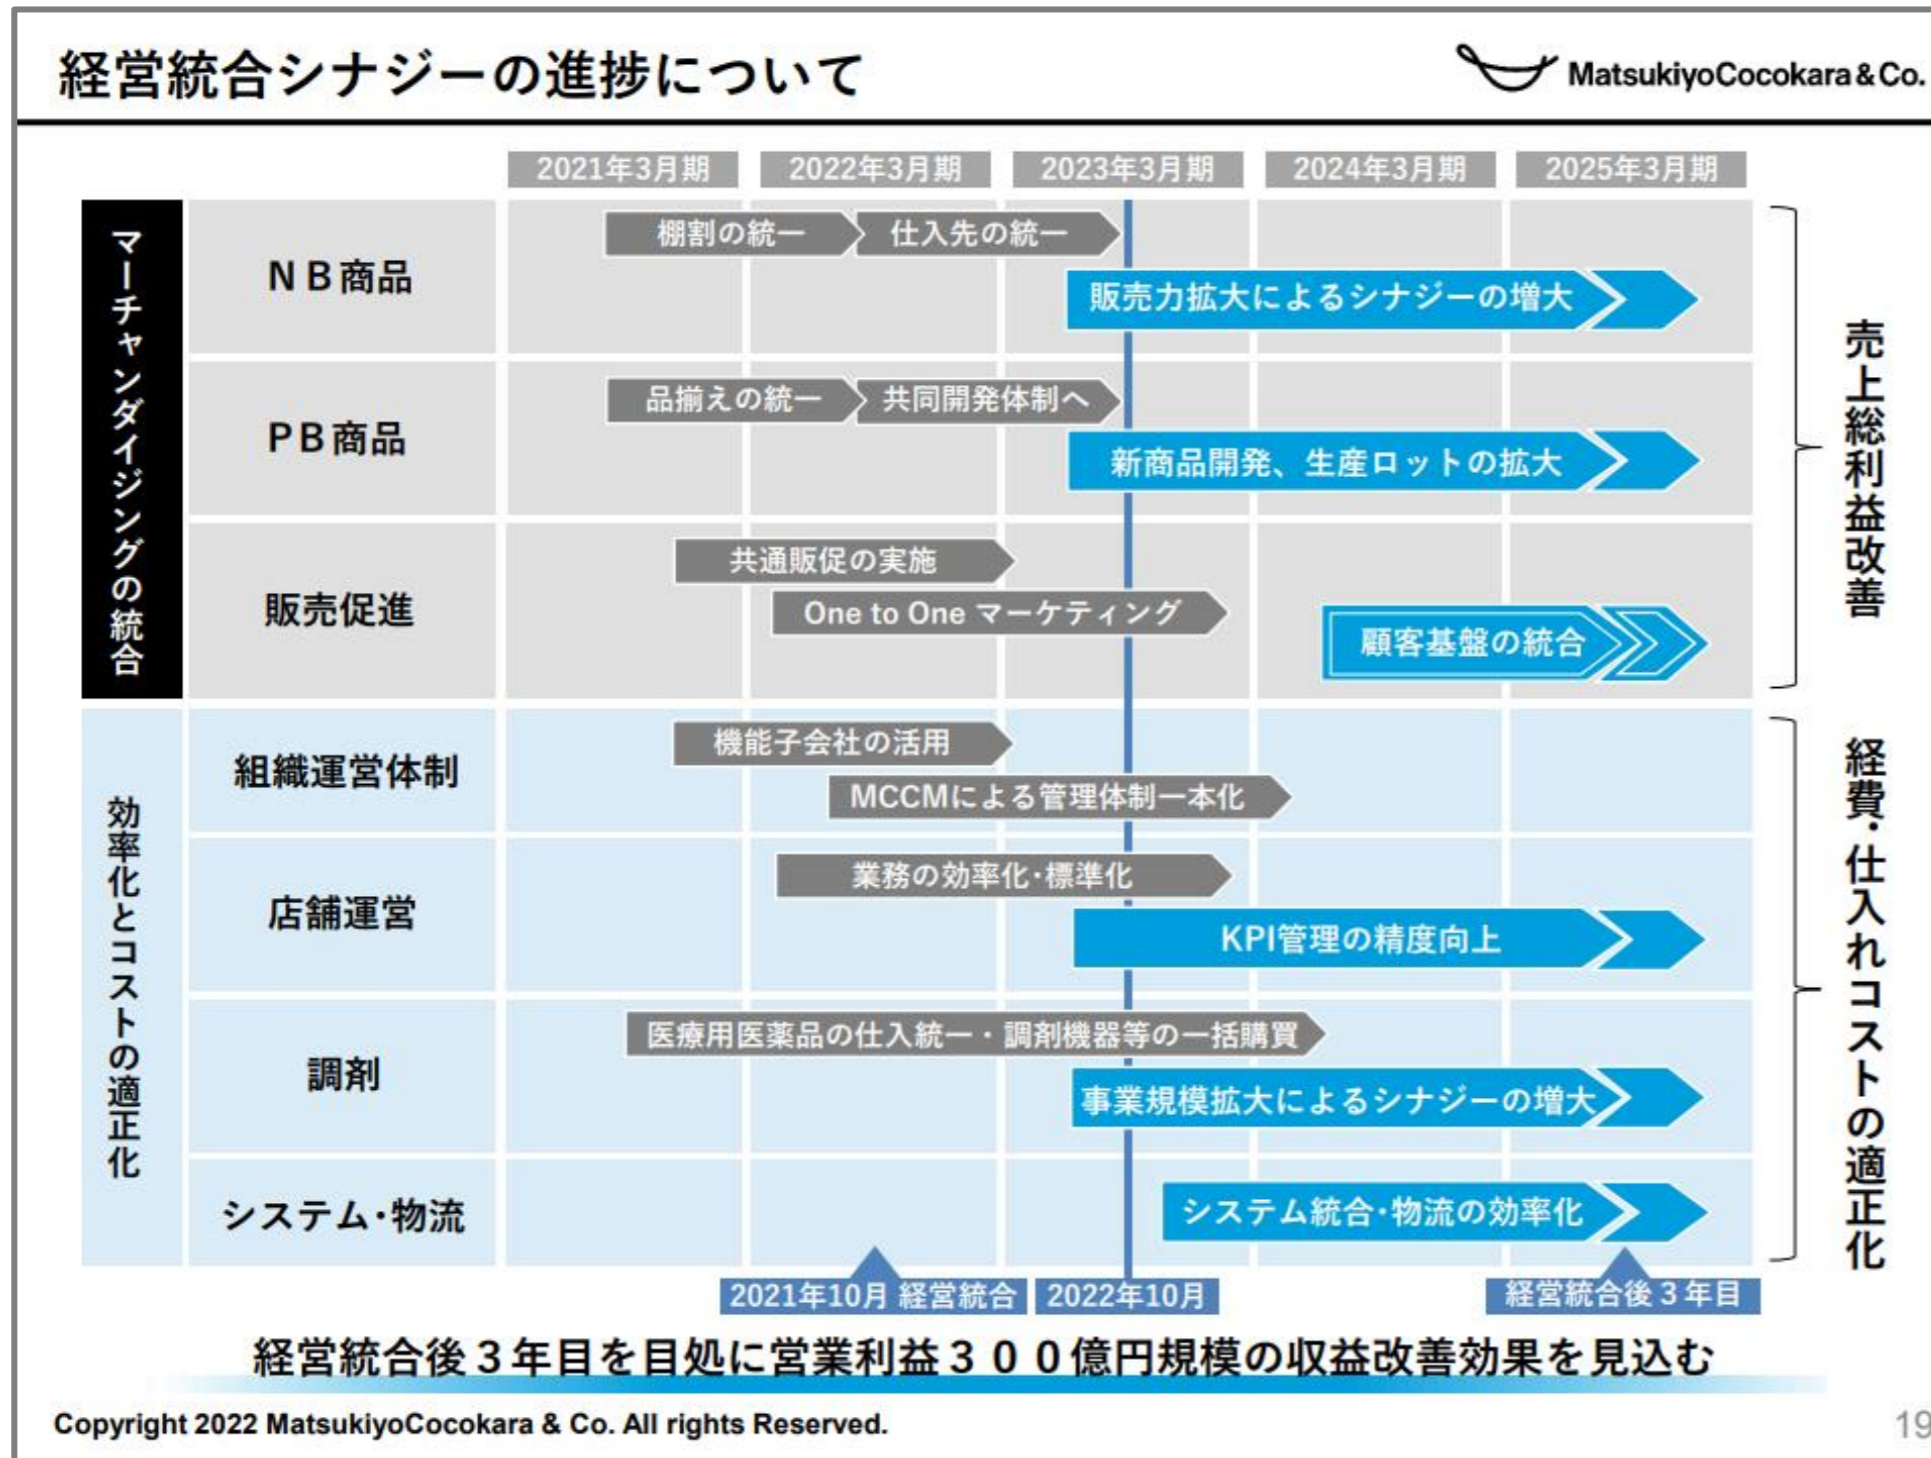 経営統合シナジーの進捗について
MatsukiyoCocokara & Co.
2021年3月期
2022年3月期
2023年3月期
2024年3月期
2025年3月期
マーチャンダイジングの統合
NB商品
棚割の統一
仕入先の統一
販売力拡大によるシナジーの増大
PB商品
品揃えの統一
共同開発体制へ
新商品開発、生産ロットの拡大
販売促進
共通販促の実施
One to One マーケティング
顧客基盤の統合
売上総利益改善
効率化とコストの適正化
組織運営体制
機能子会社の活用
MCCMによる管理体制一本化
店舗運営
業務の効率化・標準化
KPI管理の精度向上
調剤
医療用医薬品の仕入統一・調剤機器等の一括購買
事業規模拡大によるシナジーの増大
システム・物流
システム統合・物流の効率化
経費・仕入れコストの適正化
2021年10月 経営統合
2022年10月
経営統合後3年目
経営統合後3年目を目処に営業利益300億円規模の収益改善効果を見込む
Copyright 2022 MatsukiyoCocokara & Co. All rights Reserved.
19